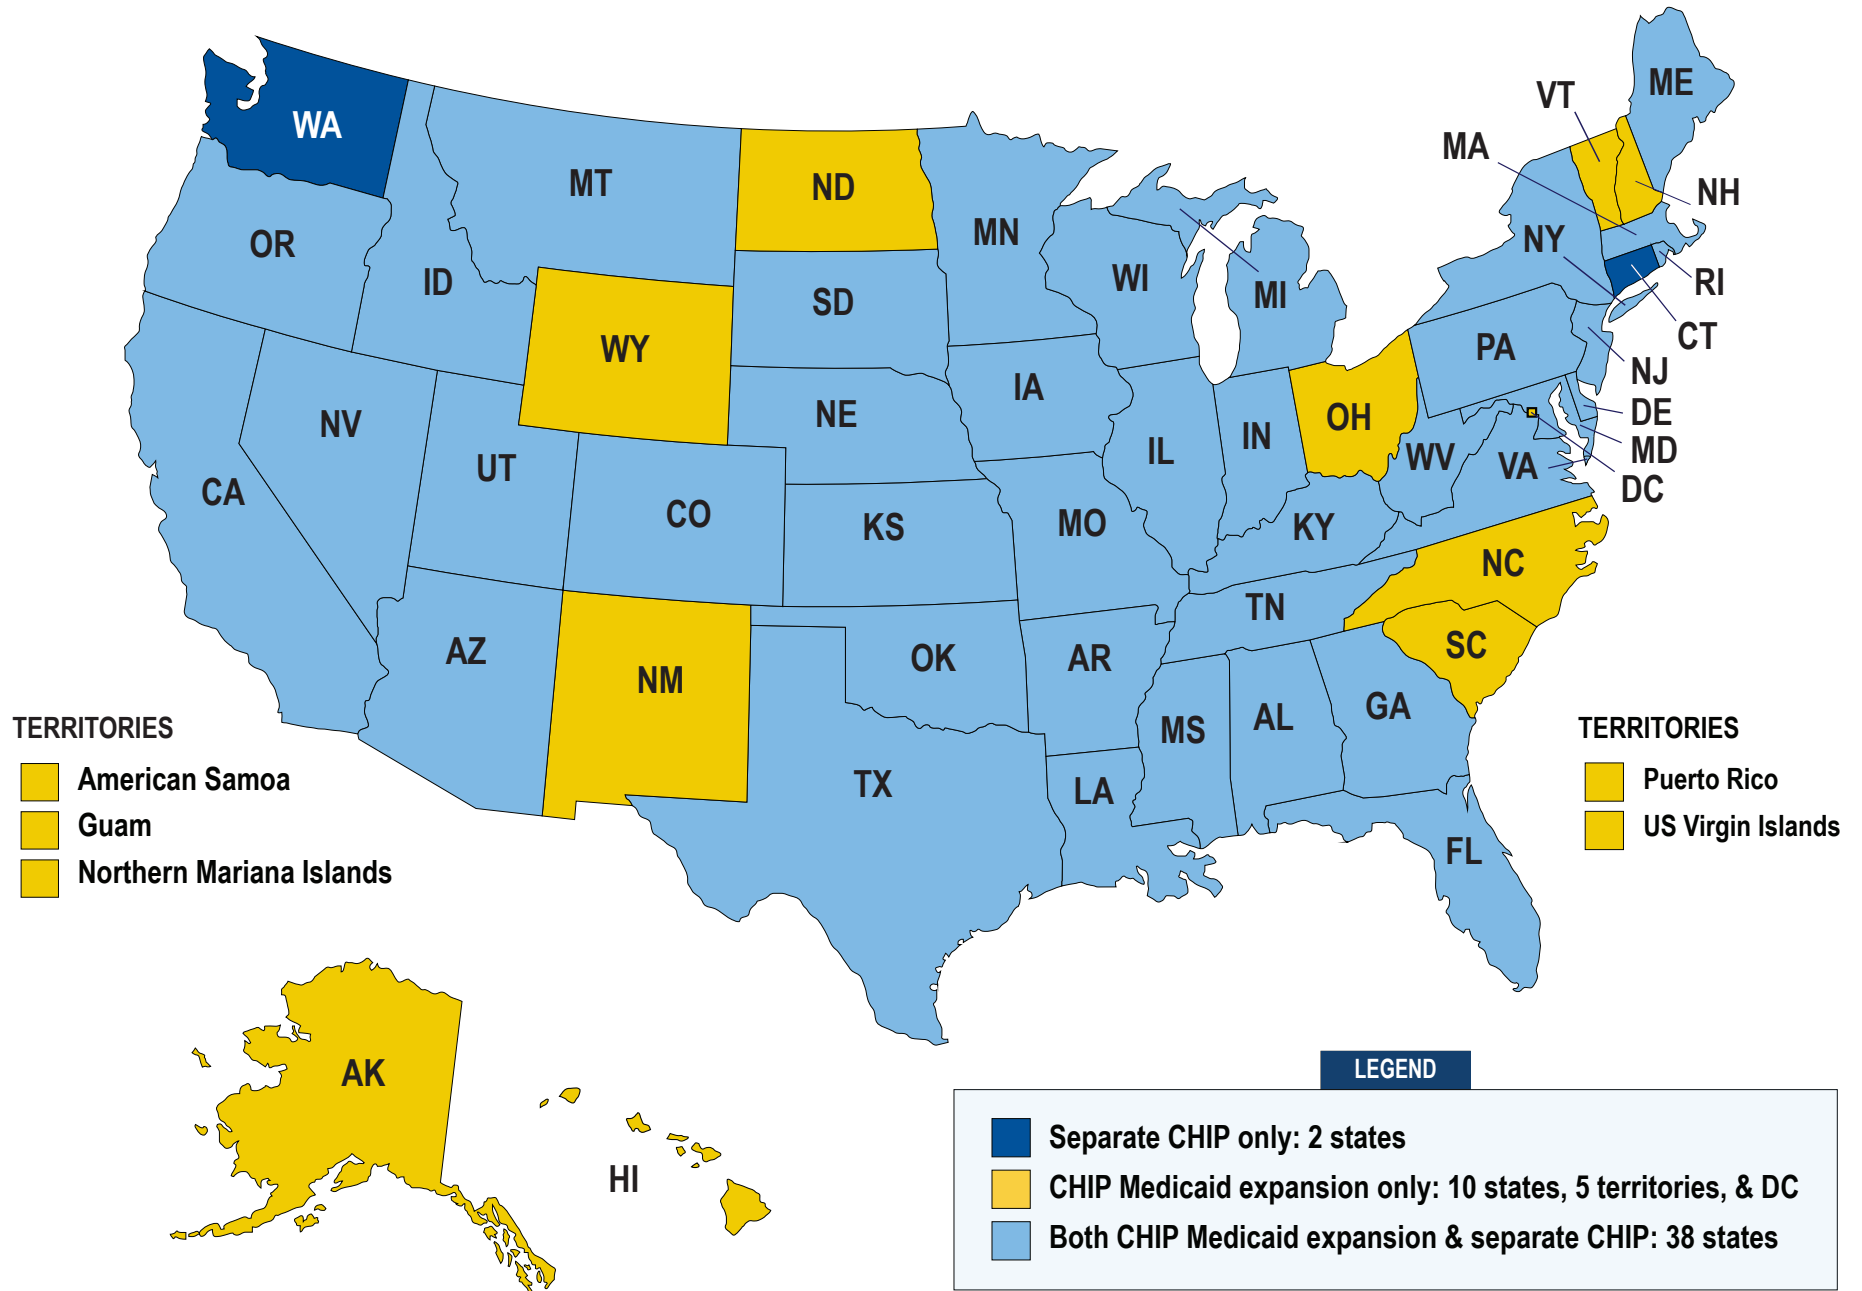 WA
MT
ND
MN
VT
ME
MA
NH
OR
ID
SD
WI
MI
NY
RI
CT
WY
PA
NJ
IA
NE
OH
DE
MD
DC
NV
UT
IL
IN
WV
VA
CA
CO
KS
MO
KY
NC
TN
SC
AZ
NM
OK
AR
MS
AL
GA
TX
LA
FL
TERRITORIES
American Samoa
Guam
Northern Mariana Islands
TERRITORIES
Puerto Rico
US Virgin Islands
AK
HI
LEGEND
Separate CHIP only: 2 states
CHIP Medicaid expansion only: 10 states, 5 territories, & DC
Both CHIP Medicaid expansion & separate CHIP: 38 states